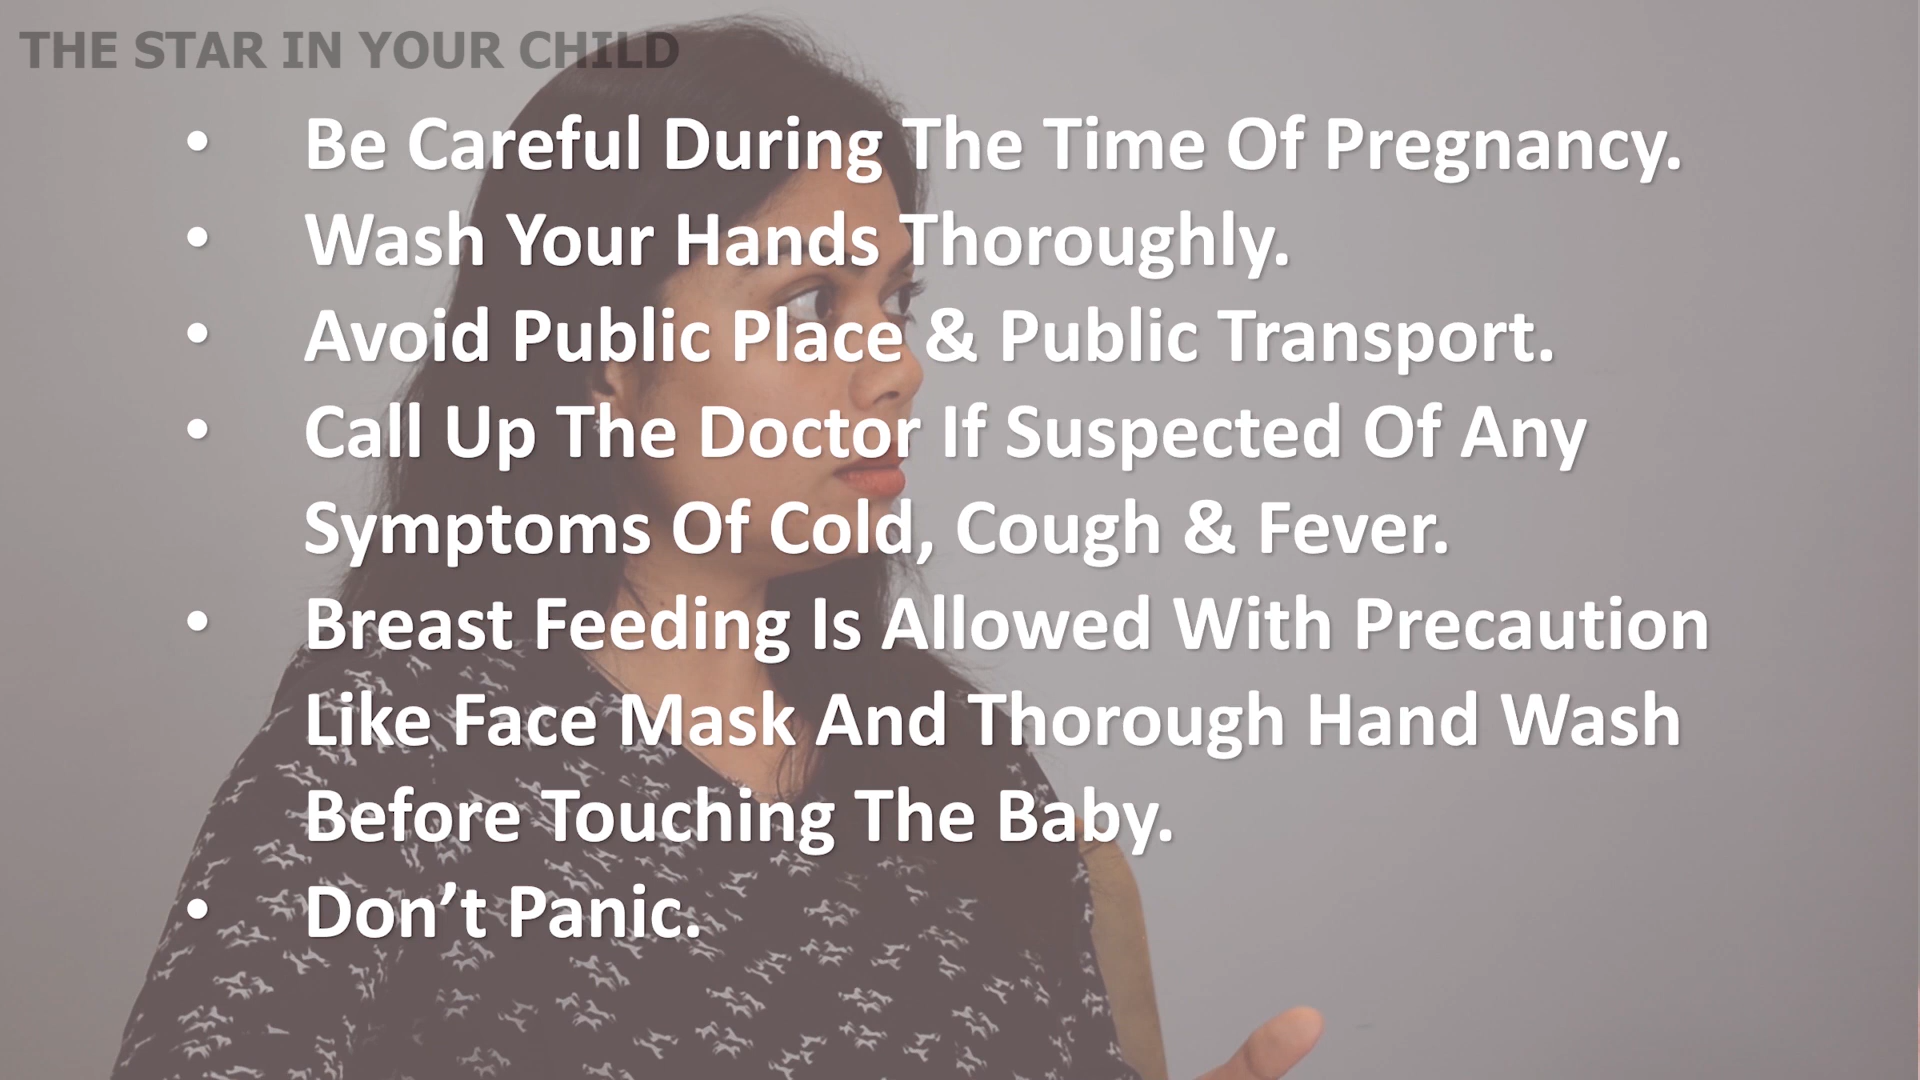 THE STAR IN YOUR CHILD
• Be Careful During The Time Of Pregnancy.
• Wash Your Hands Thoroughly.
• Avoid Public Place & Public Transport.
• Call Up The Doctor If Suspected Of Any
Symptoms Of Cold, Cough & Fever.
• Breast Feeding Is Allowed With Precaution
Like Face Mask And Thorough Hand Wash
Before Touching The Baby.
• Don’t Panic.